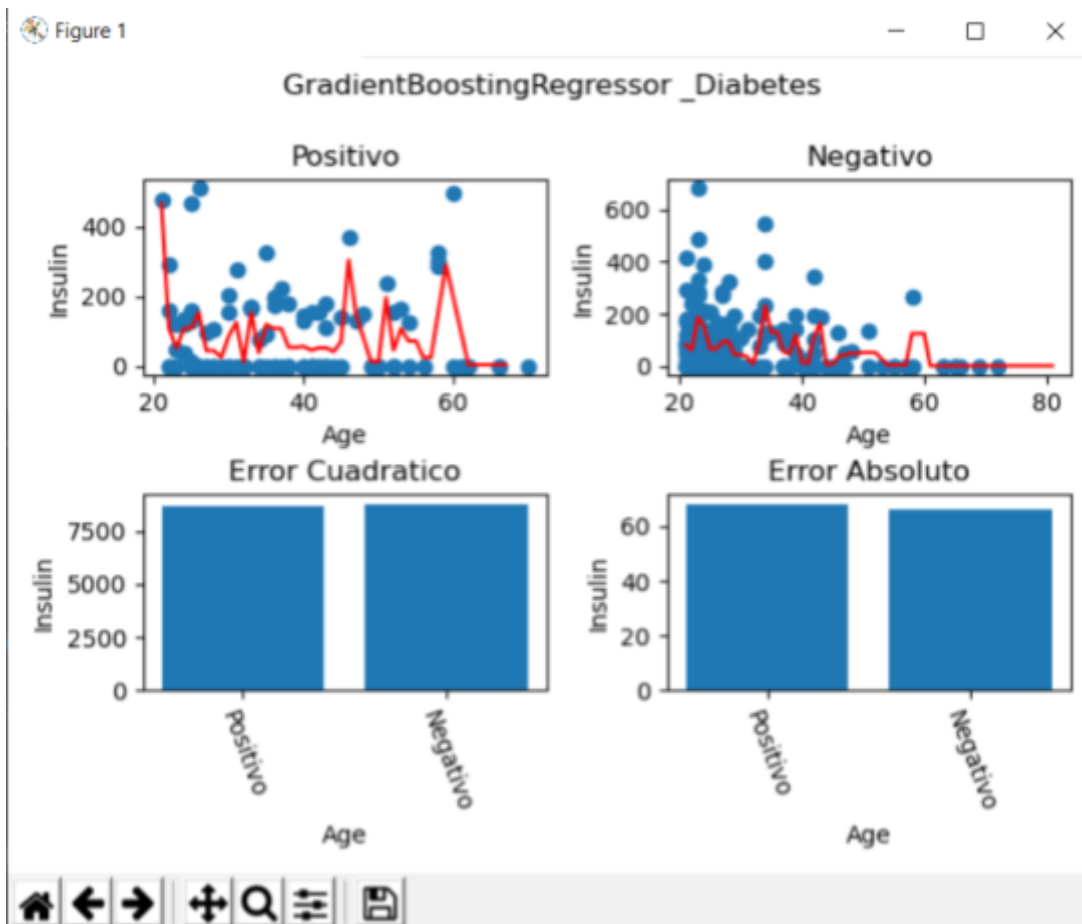 Figure 1
GradientBoostingRegressor _Diabetes
Positivo
Negativo
Insulin
400
200
0
20 40 60
Age
Insulin
600
400
200
0
20 40 60 80
Age
Error Cuadratico
Error Absoluto
Insulin
7500
5000
2500
0
Positivo
Negativo
Age
Insulin
60
40
20
0
Positivo
Negativo
Age